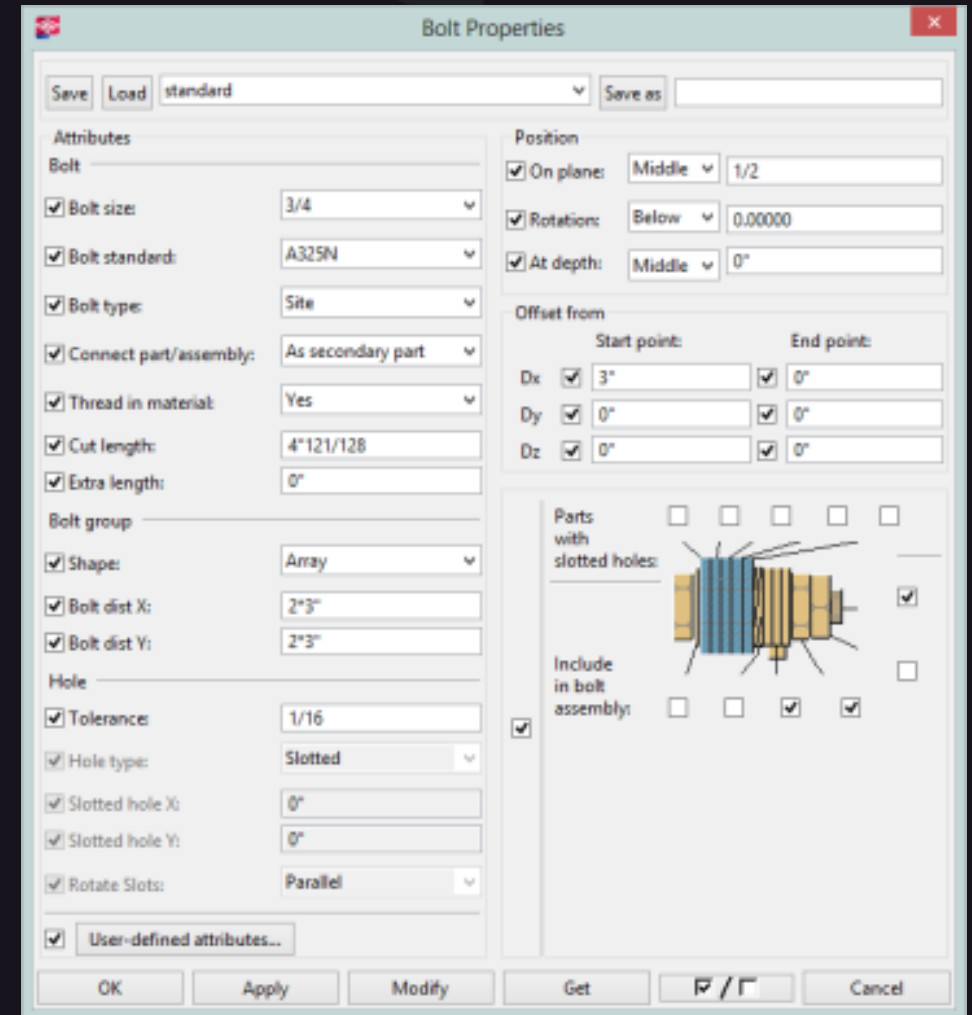 Bolt Properties
Save Load standard Save as
Attributes
Bolt
Bolt size: 3/4
Bolt standard: A325N
Bolt type: Site
Connect part/assembly: As secondary part
Thread in material: Yes
Cut length: 4"121/128
Extra length: 0"
Bolt group
Shape: Array
Bolt dist X: 2*3"
Bolt dist Y: 2*3"
Hole
Tolerance: 1/16
Hole type: Slotted
Slotted hole X: 0"
Slotted hole Y: 0"
Rotate Slots: Parallel
User-defined attributes...
Position
On plane: Middle 1/2
Rotation: Below 0.00000
At depth: Middle 0"
Offset from
Start point: End point:
Dx 3" 0"
Dy 0" 0"
Dz 0" 0"
Parts
with
slotted holes:
Include
in bolt
assembly:
OK Apply Modify Get / Cancel